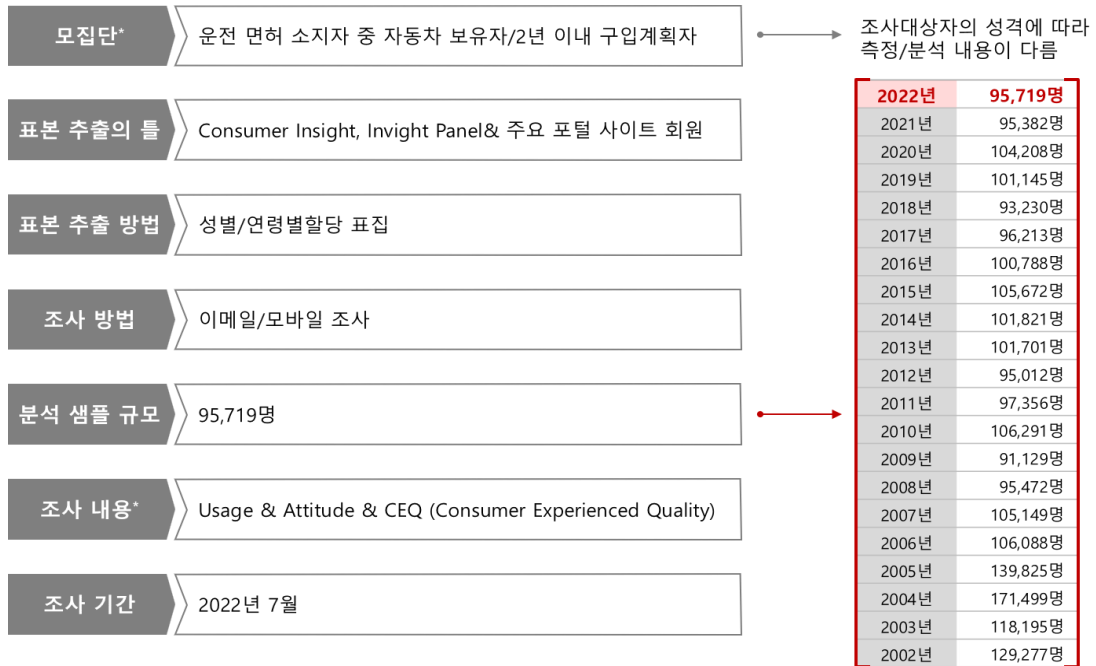 모집단*
운전 면허 소지자 중 자동차 보유자/2년 이내 구입계획자
조사대상자의 성격에 따라
측정/분석 내용이 다름
표본 추출의 틀
Consumer Insight, Invight Panel& 주요 포털 사이트 회원
표본 추출 방법
성별/연령별할당 표집
조사 방법
이메일/모바일 조사
분석 샘플 규모
95,719명
조사 내용*
Usage & Attitude & CEQ (Consumer Experienced Quality)
조사 기간
2022년 7월
2022년 95,719명
2021년 95,382명
2020년 104,208명
2019년 101,145명
2018년 93,230명
2017년 96,213명
2016년 100,788명
2015년 105,672명
2014년 101,821명
2013년 101,701명
2012년 95,012명
2011년 97,356명
2010년 106,291명
2009년 91,129명
2008년 95,472명
2007년 105,149명
2006년 106,088명
2005년 139,825명
2004년 171,499명
2003년 118,195명
2002년 129,277명